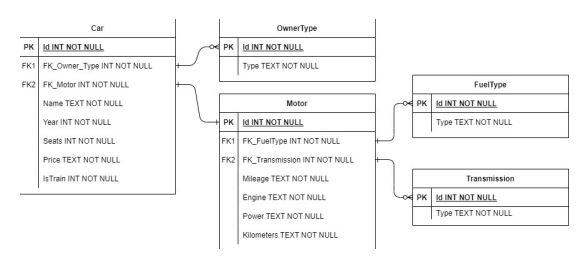 Car
PK Id INT NOT NULL
FK1 FK_Owner_Type INT NOT NULL
FK2 FK_Motor INT NOT NULL
Name TEXT NOT NULL
Year INT NOT NULL
Seats INT NOT NULL
Price TEXT NOT NULL
IsTrain INT NOT NULL
OwnerType
PK Id INT NOT NULL
Type TEXT NOT NULL
Motor
PK Id INT NOT NULL
FK1 FK_FuelType INT NOT NULL
FK2 FK_Transmission INT NOT NULL
Mileage TEXT NOT NULL
Engine TEXT NOT NULL
Power TEXT NOT NULL
Kilometers TEXT NOT NULL
FuelType
PK Id INT NOT NULL
Type TEXT NOT NULL
Transmission
PK Id INT NOT NULL
Type TEXT NOT NULL